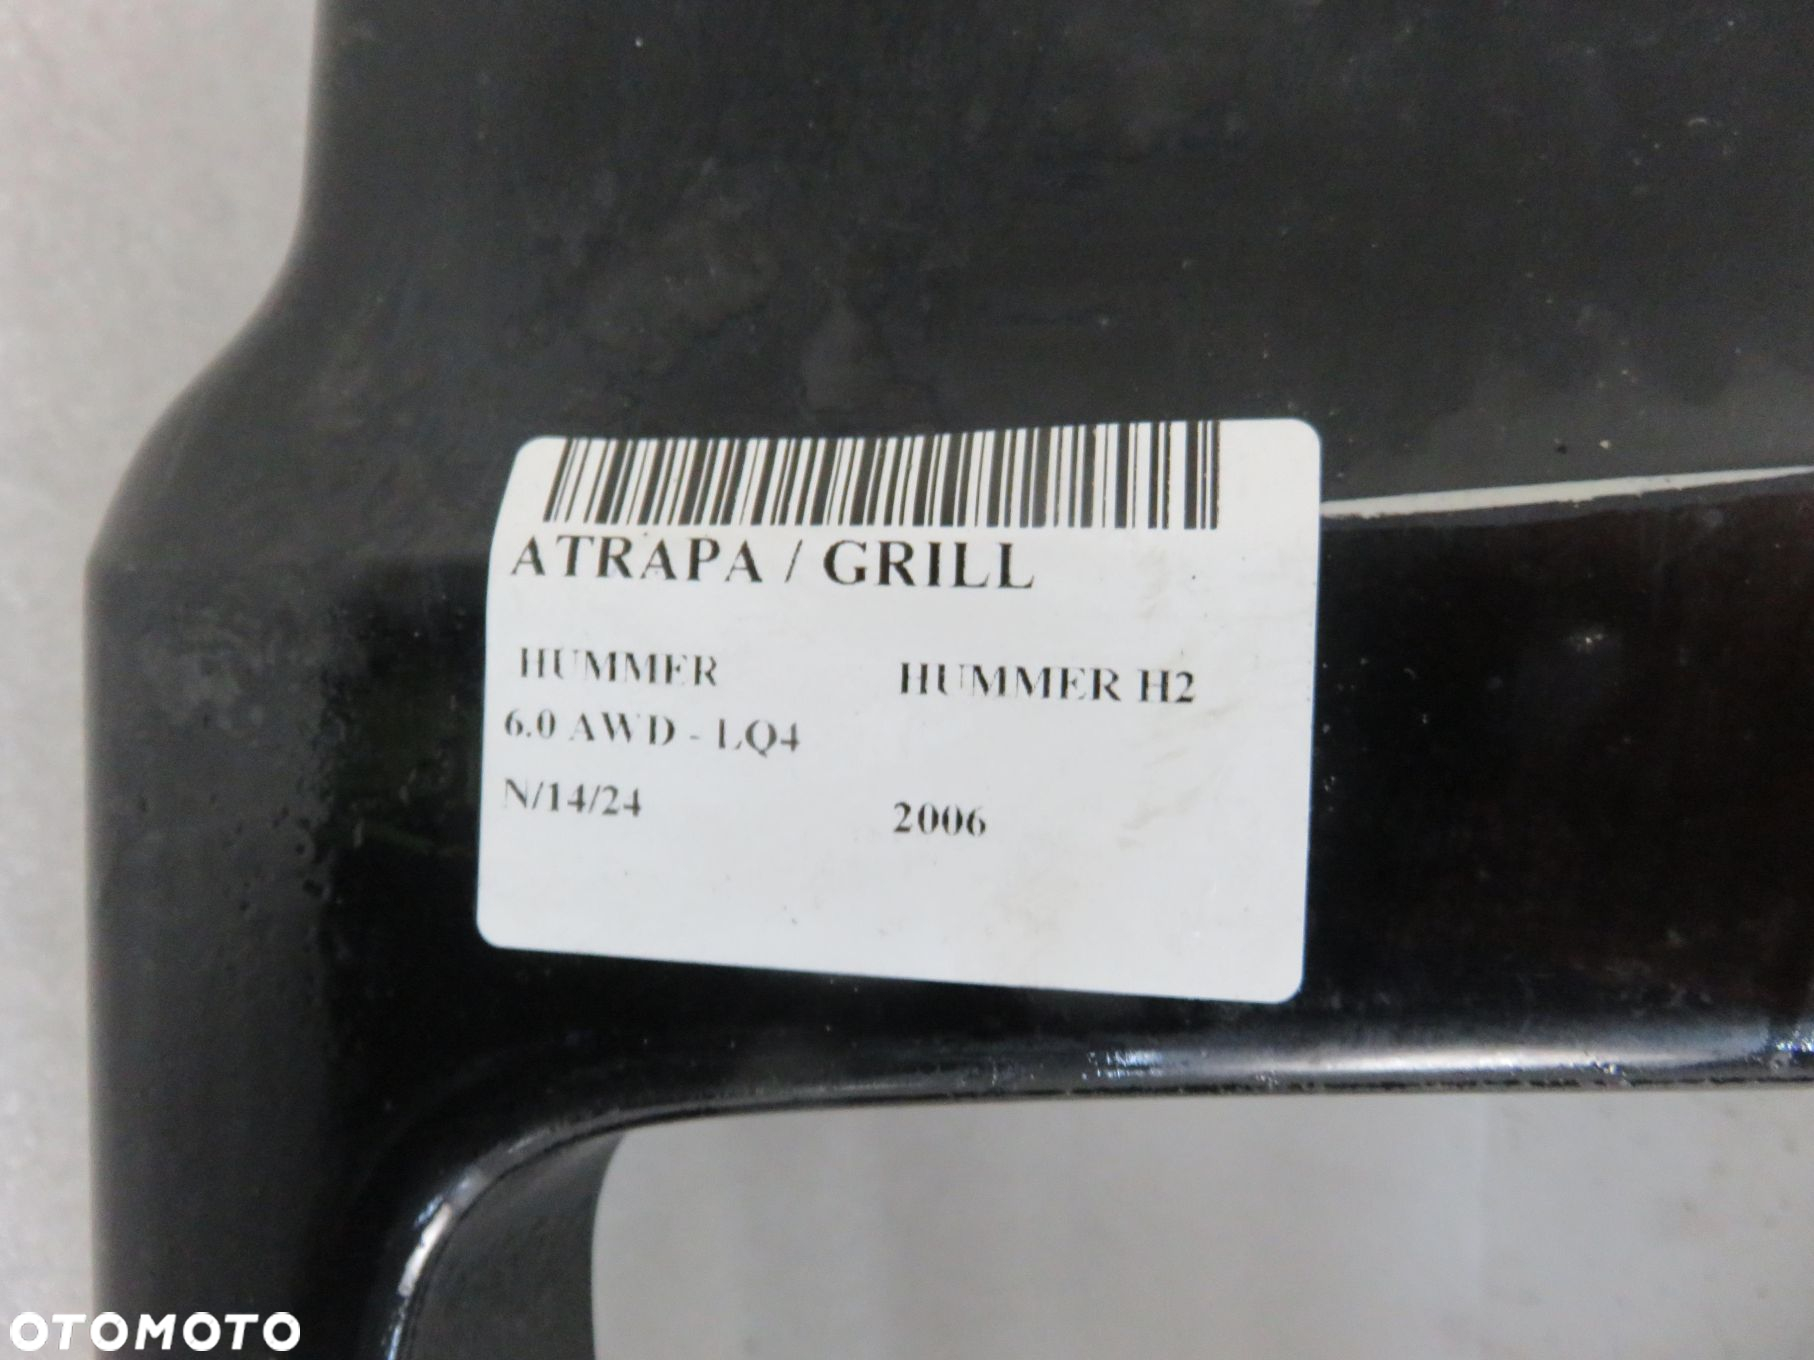 ATRAPA / GRILL
HUMMER HUMMER H2
6.0 AWD - LQ4
N/14/24 2006
OTOMOTO